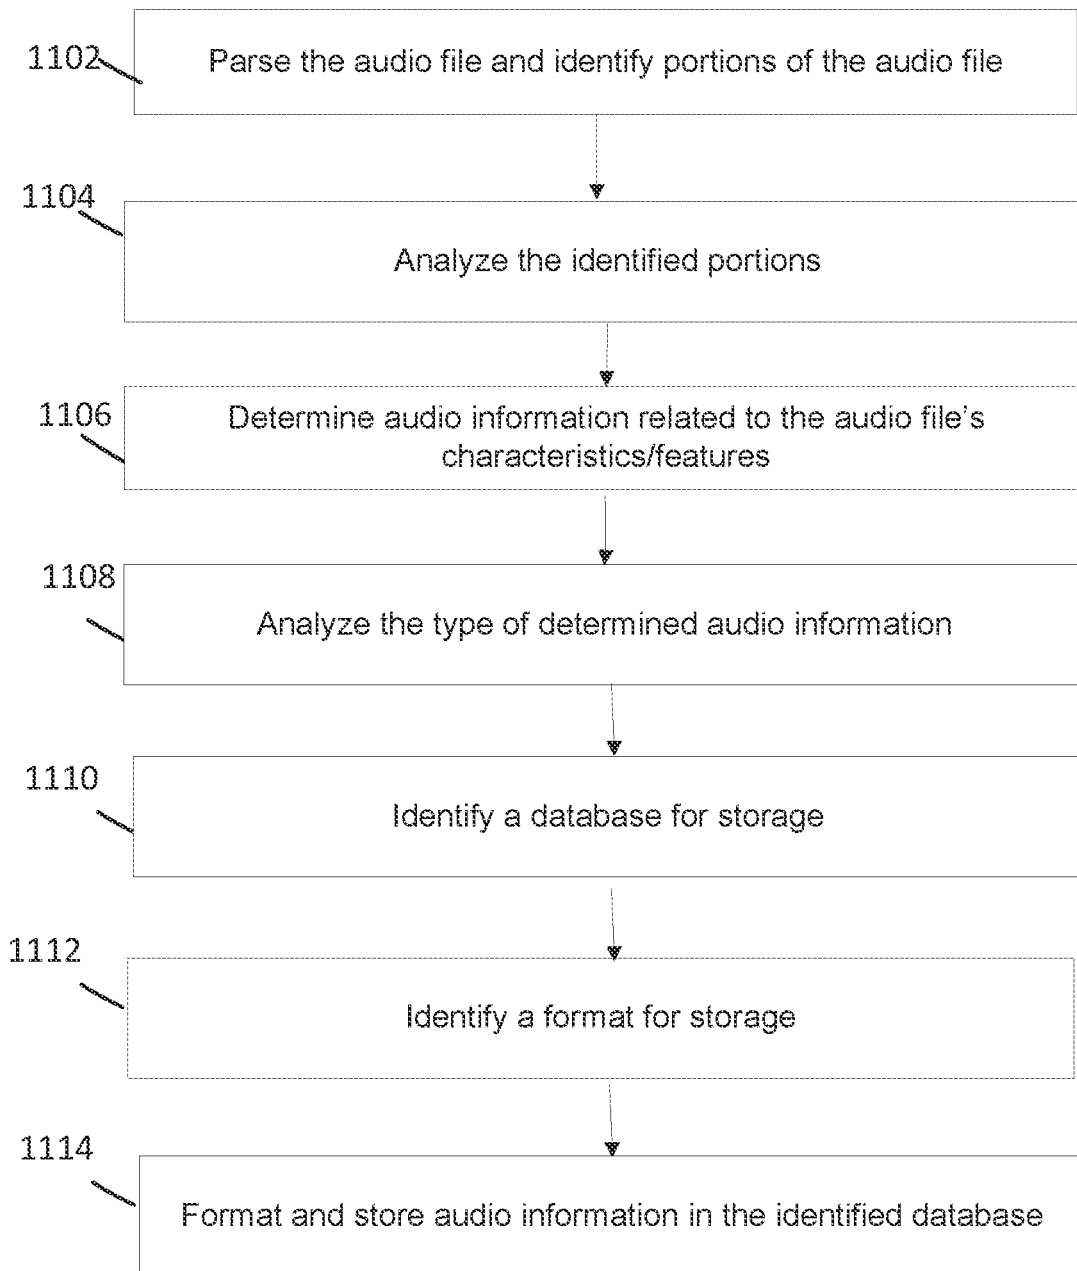 1102
Parse the audio file and identify portions of the audio file
1104
Analyze the identified portions
1106
Determine audio information related to the audio file's
characteristics/features
1108
Analyze the type of determined audio information
1110
Identify a database for storage
1112
Identify a format for storage
1114
Format and store audio information in the identified database